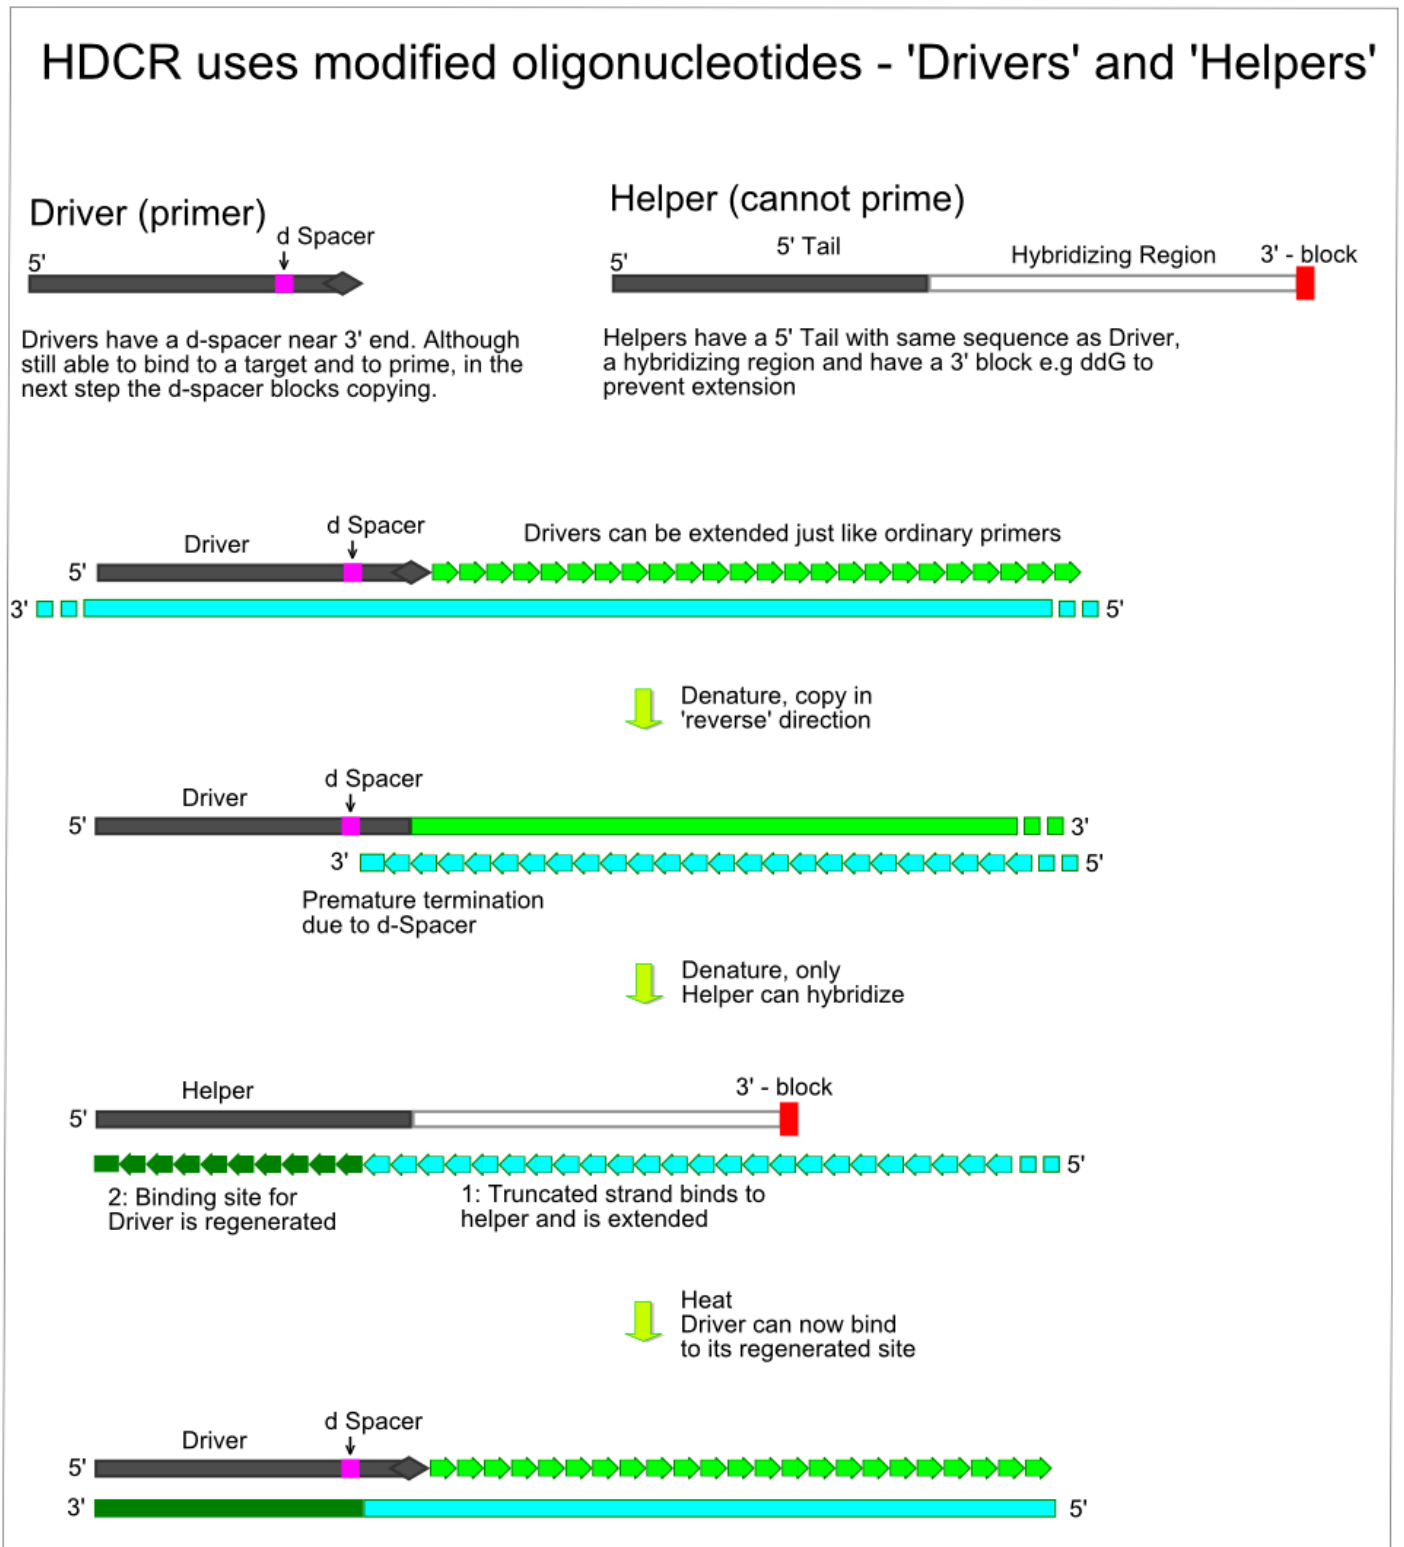 HDCR uses modified oligonucleotides - 'Drivers' and 'Helpers'
Driver (primer)
d Spacer
5'
Drivers have a d-spacer near 3' end. Although
still able to bind to a target and to prime, in the
next step the d-spacer blocks copying.
Helper (cannot prime)
5' Tail
Hybridizing Region
3' - block
5'
Helpers have a 5' Tail with same sequence as Driver,
a hybridizing region and have a 3' block e.g ddG to
prevent extension
d Spacer
Driver
Drivers can be extended just like ordinary primers
5'
3'
5'
Denature, copy in
'reverse' direction
d Spacer
Driver
5'
3'
3'
5'
Premature termination
due to d-Spacer
Denature, only
Helper can hybridize
Helper
3' - block
5'
5'
2: Binding site for
Driver is regenerated
1: Truncated strand binds to
helper and is extended
Heat
Driver can now bind
to its regenerated site
d Spacer
Driver
5'
3'
5'